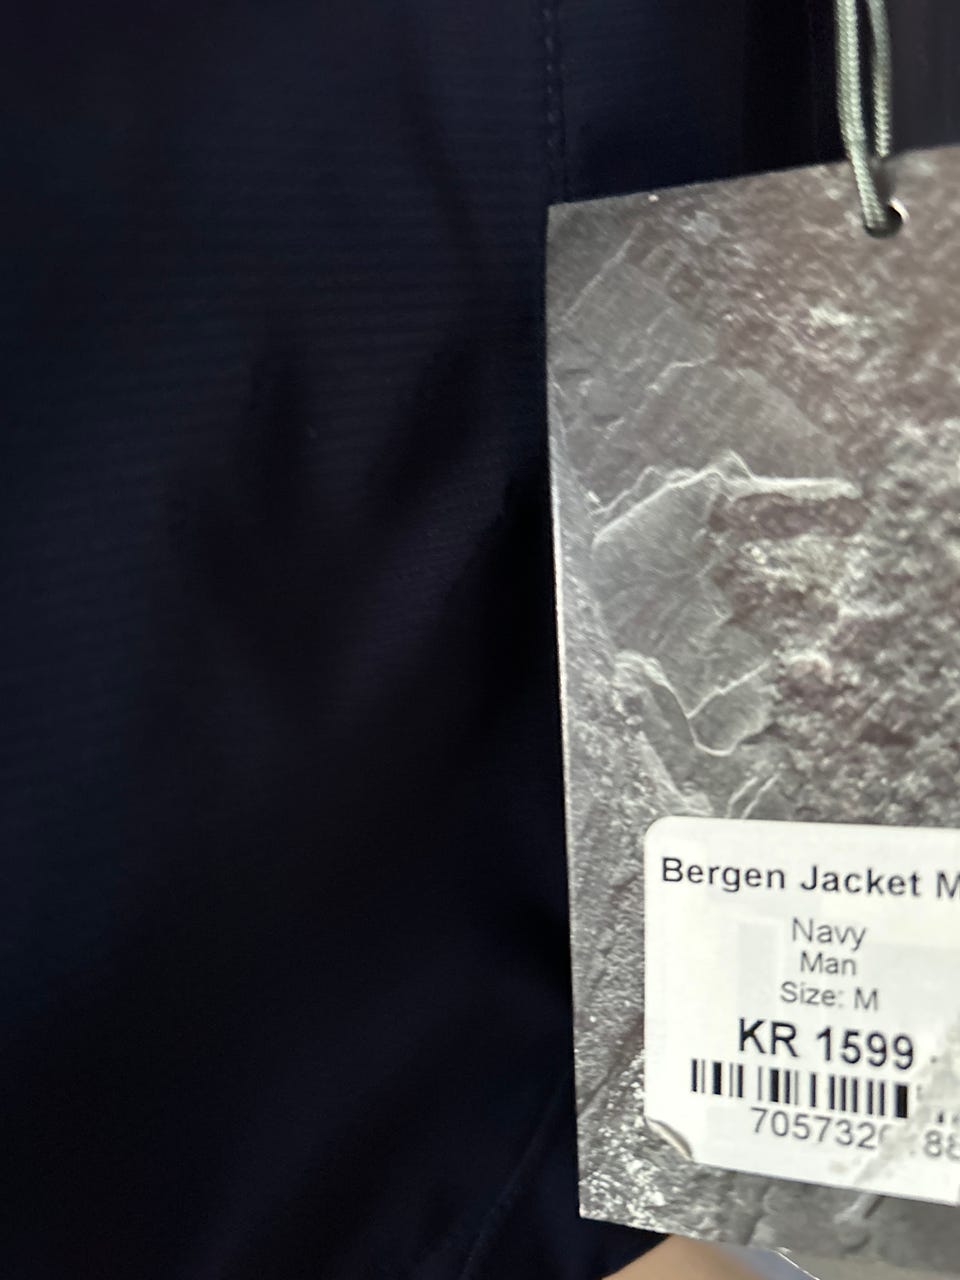 Bergen Jacket M
Navy
Man
Size: M
KR 1599